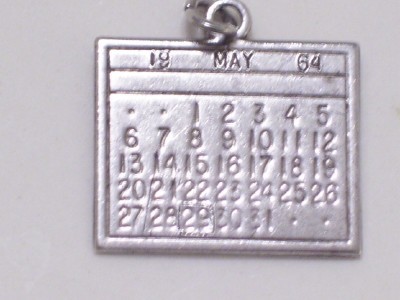 19 MAY 64
· · 1 2 3 4 5
6 7 8 9 10 11 12
13 14 15 16 17 18 19
20 21 22 23 24 25 26
27 28 29 30 31 · ·